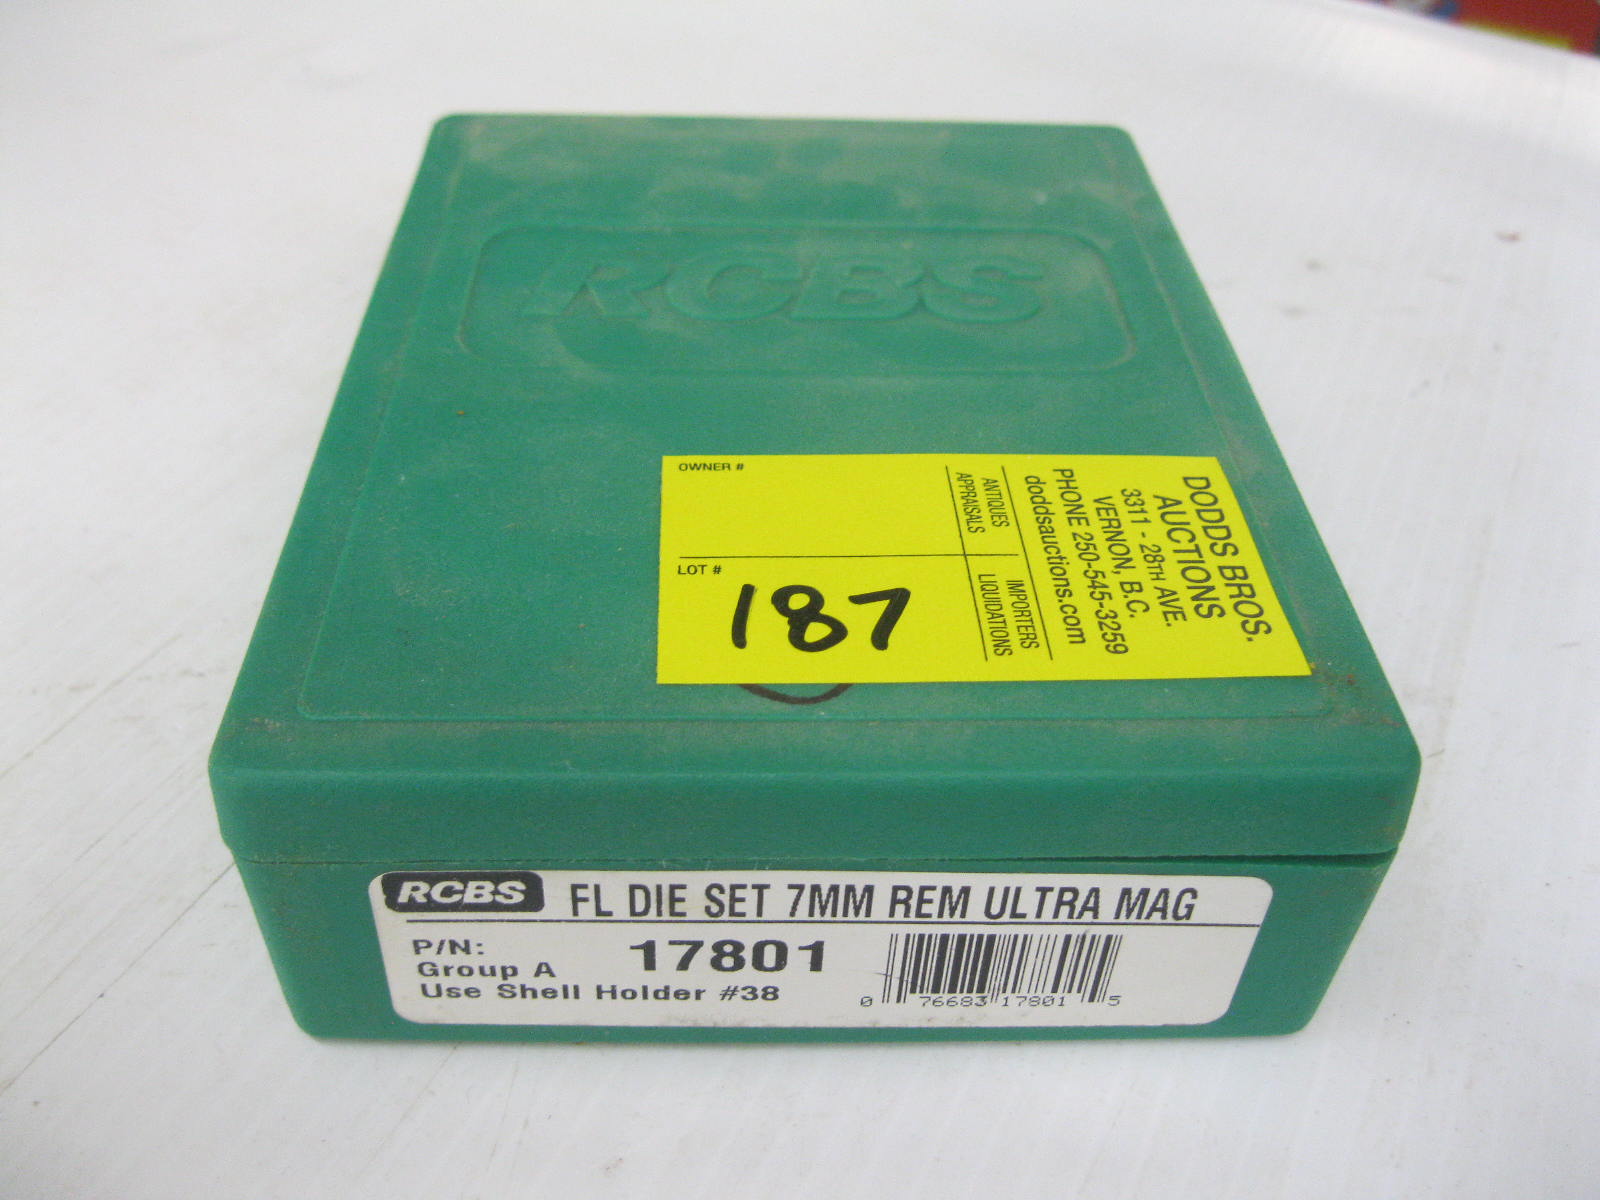 RCBS
OWNER #
LOT #
187
DODDS BROS.
AUCTIONS
3311 - 28TH AVE.
VERNON, B.C.
PHONE 250-545-3259
doddsauctions.com
ANTIQUES
APPRAISALS
IMPORTERS
LIQUIDATIONS
RCBS FL DIE SET 7MM REM ULTRA MAG
P/N: 17801
Group A
Use Shell Holder #38
0 76683 17801 5